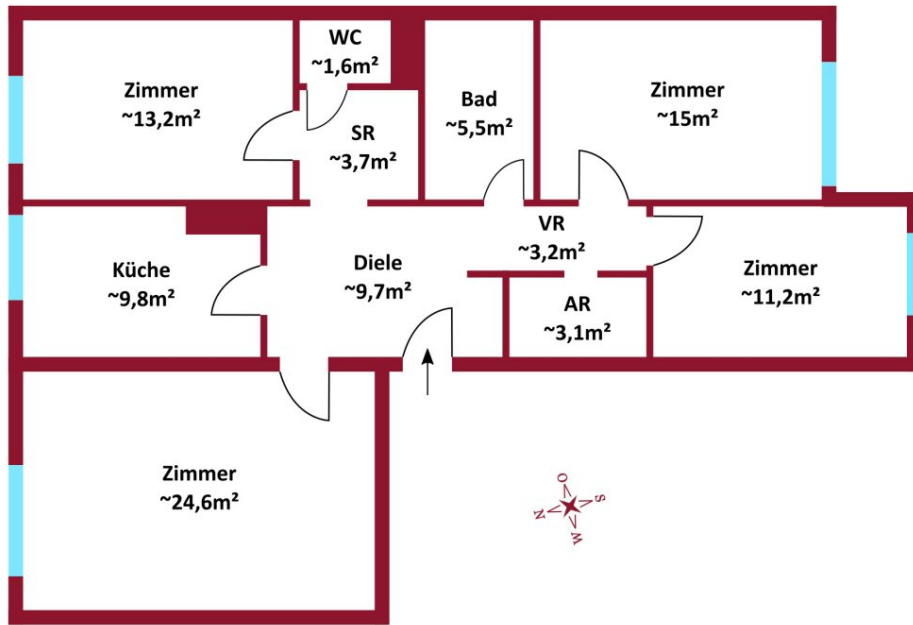 WC
~1,6m²
Zimmer
~13,2m²
Bad
~5,5m²
Zimmer
~15m²
SR
~3,7m²
VR
~3,2m²
Küche
~9,8m²
Diele
~9,7m²
Zimmer
~11,2m²
AR
~3,1m²
Zimmer
~24,6m²
O
S
N
W